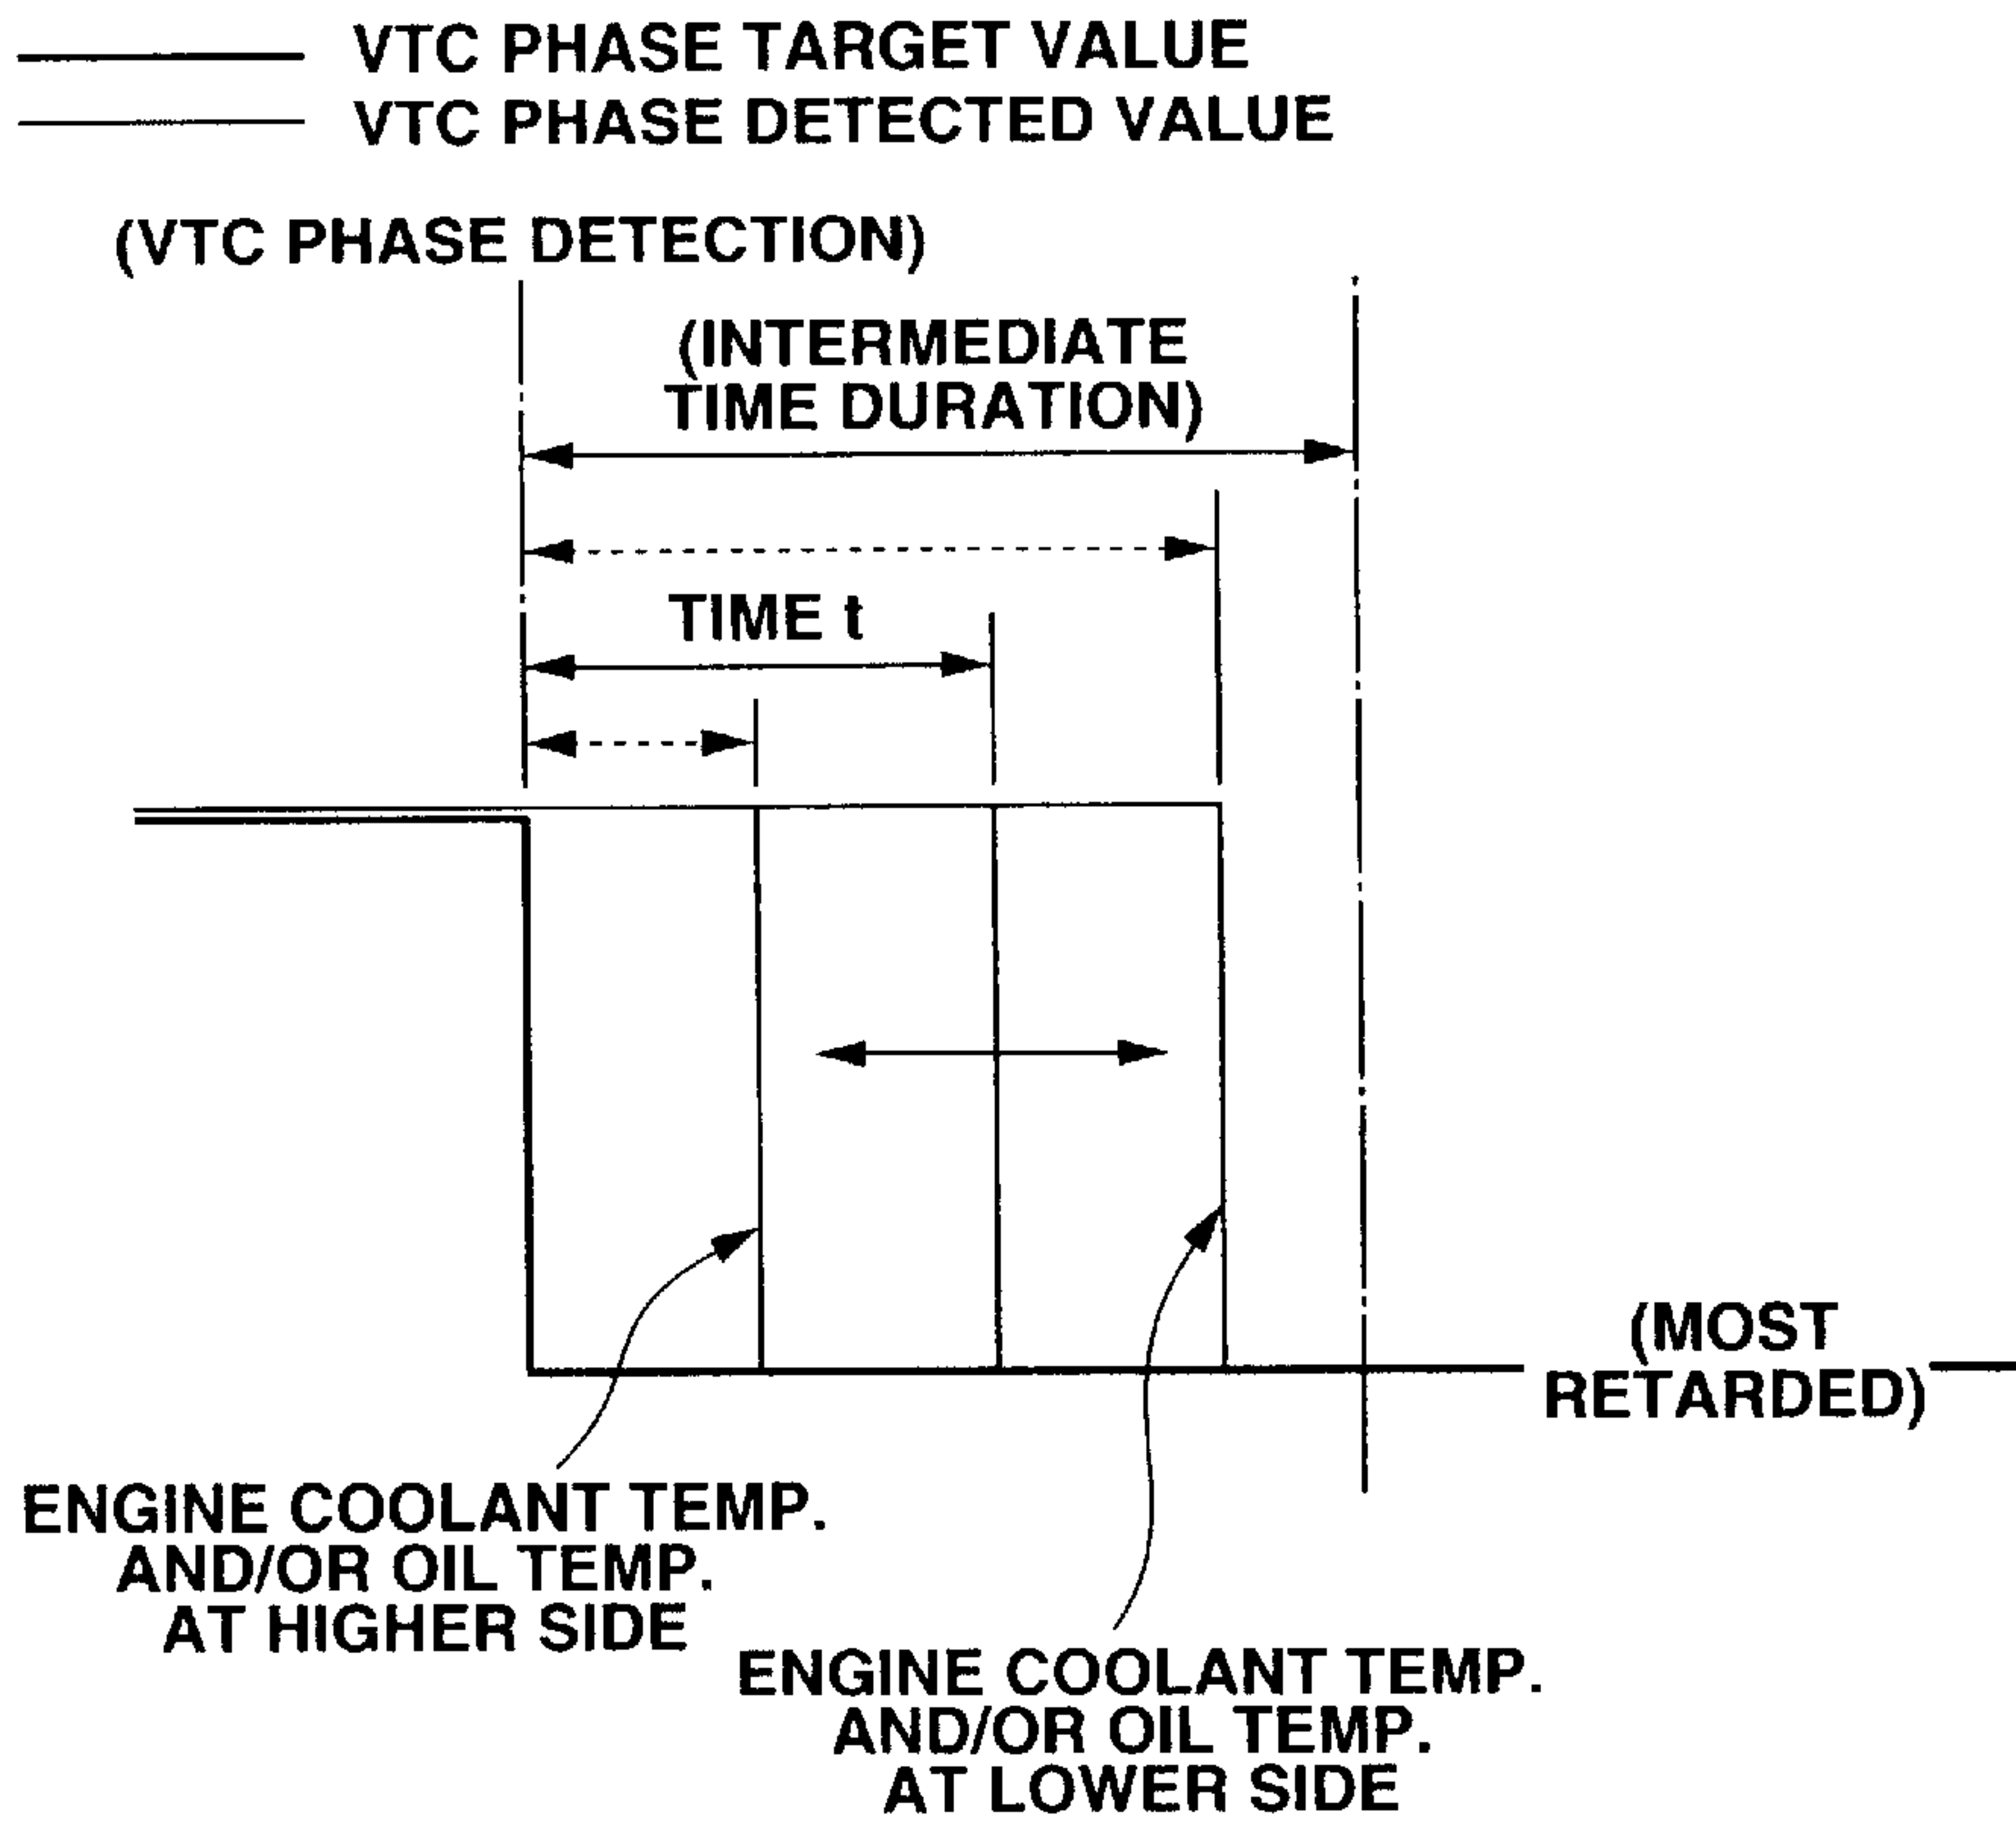 VTC PHASE TARGET VALUE
VTC PHASE DETECTED VALUE
(VTC PHASE DETECTION)
(INTERMEDIATE
TIME DURATION)
TIME t
(MOST
RETARDED)
ENGINE COOLANT TEMP.
AND/OR OIL TEMP.
AT HIGHER SIDE
ENGINE COOLANT TEMP.
AND/OR OIL TEMP.
AT LOWER SIDE